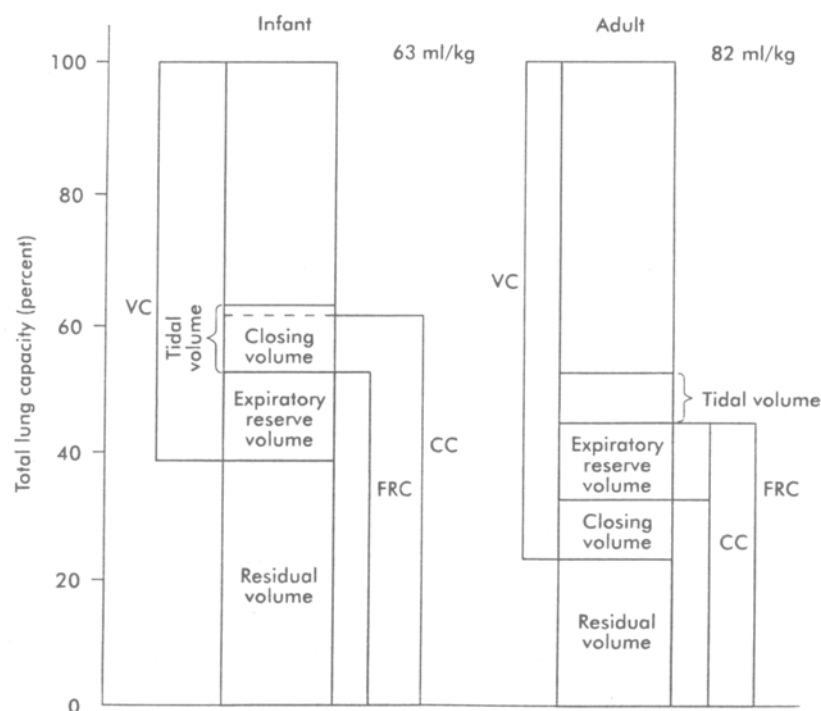 Infant
Adult
63 ml/kg
82 ml/kg
Total lung capacity (percent)
100
80
60
40
20
0
VC
Tidal
volume
Closing
volume
Expiratory
reserve
volume
Residual
volume
FRC
CC
VC
Tidal volume
Expiratory
reserve
volume
Closing
volume
Residual
volume
CC
FRC